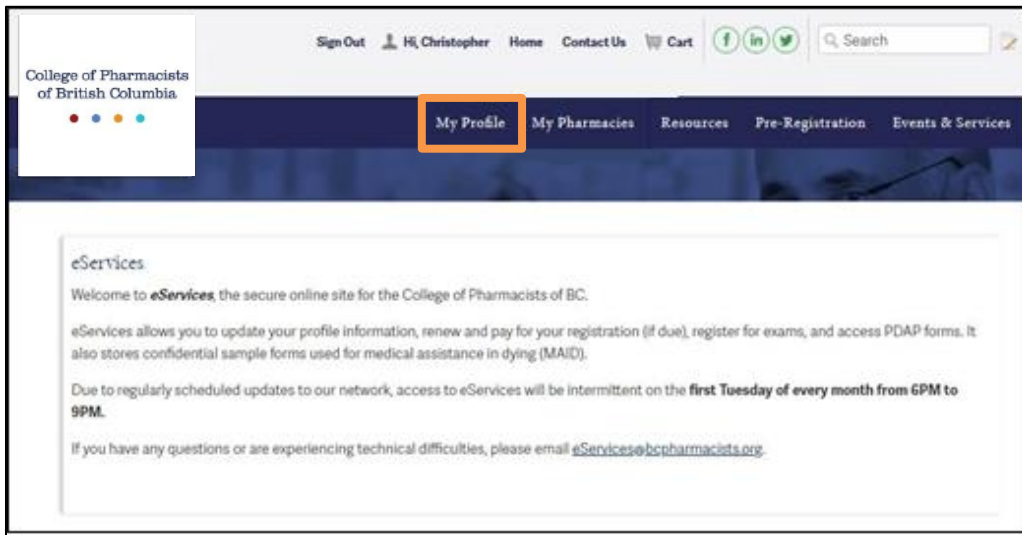 Sign Out Hi, Christopher Home Contact Us Cart f in Search
College of Pharmacists
of British Columbia
My Profile My Pharmacies Resources Pre-Registration Events & Services
eServices
Welcome to eServices, the secure online site for the College of Pharmacists of BC.
eServices allows you to update your profile information, renew and pay for your registration (if due), register for exams, and access PDAP forms. It
also stores confidential sample forms used for medical assistance in dying (MAID).
Due to regularly scheduled updates to our network, access to eServices will be intermittent on the first Tuesday of every month from 6PM to
9PM.
If you have any questions or are experiencing technical difficulties, please email eServices@bcpharmacists.org.